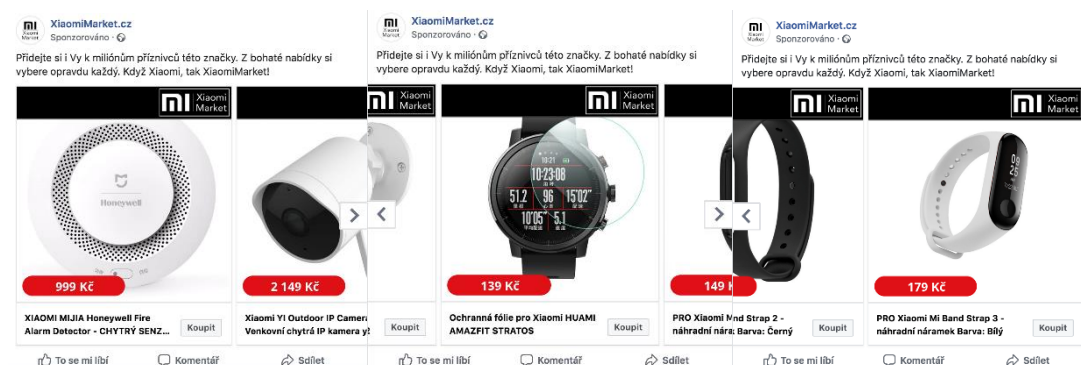 XiaomiMarket.cz
Sponzorováno ·
Přidejte si i Vy k miliónům příznivců této značky. Z bohaté nabídky si
vybere opravdu každý. Když Xiaomi, tak XiaomiMarket!
Xiaomi
Market
Honeywell
999 Kč
2 149 Kč
XIAOMI MIJIA Honeywell Fire
Alarm Detector - CHYTRÝ SENZ...
Koupit
Xiaomi YI Outdoor IP Camera
Venkovní chytrá IP kamera
To se mi líbí
Komentář
Sdílet
XiaomiMarket.cz
Sponzorováno ·
Přidejte si i Vy k miliónům příznivců této značky. Z bohaté nabídky si
vybere opravdu každý. Když Xiaomi, tak XiaomiMarket!
Xiaomi
Market
10:21
10:23:08
51.2 96 15'02"
10'05" 5.1
139 Kč
149
Koupit
Ochranná fólie pro Xiaomi HUAMI
AMAZFIT STRATOS
Koupit
PRO Xiaomi M
náhradní nára
To se mi líbí
Komentář
Sdílet
XiaomiMarket.cz
Sponzorováno ·
Přidejte si i Vy k miliónům příznivců této značky. Z bohaté nabídky si
vybere opravdu každý. Když Xiaomi, tak XiaomiMarket!
Xiaomi
Market
Xiaomi
Market
08
25
179 Kč
nd Strap 2 -
Barva: Černý
Koupit
PRO Xiaomi Mi Band Strap 3 -
náhradní náramek Barva: Bílý
Koupit
To se mi líbí
Komentář
Sdílet